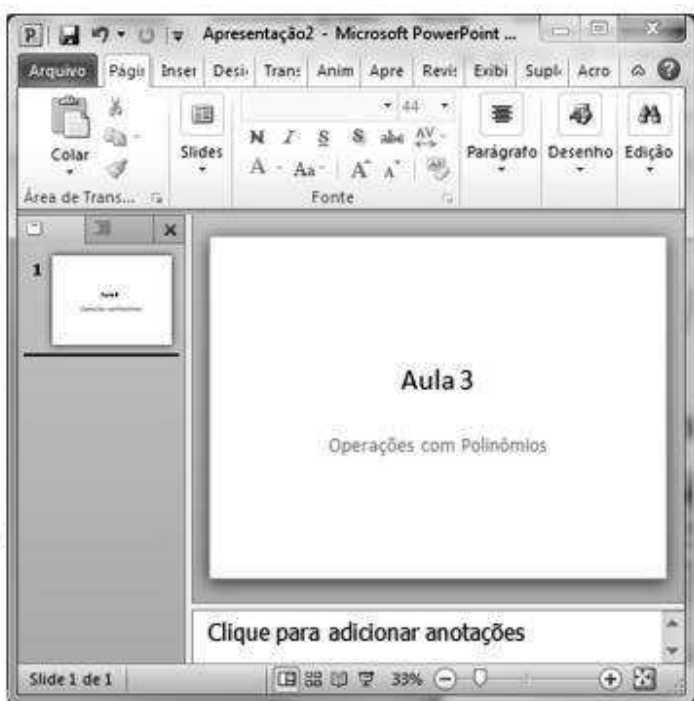 Apresentação2 - Microsoft PowerPoint ...
Arquivo Págii Inser Desi Tran: Anim Apre Revi: Exibi Supl Acro
44
Colar
Slides
N I S S abc AV
A Aa A A
Parágrafo Desenho Edição
Área de Trans... Fonte
1
Aula 3
Operações com Polinômios
Clique para adicionar anotações
Slide 1 de 1 33%